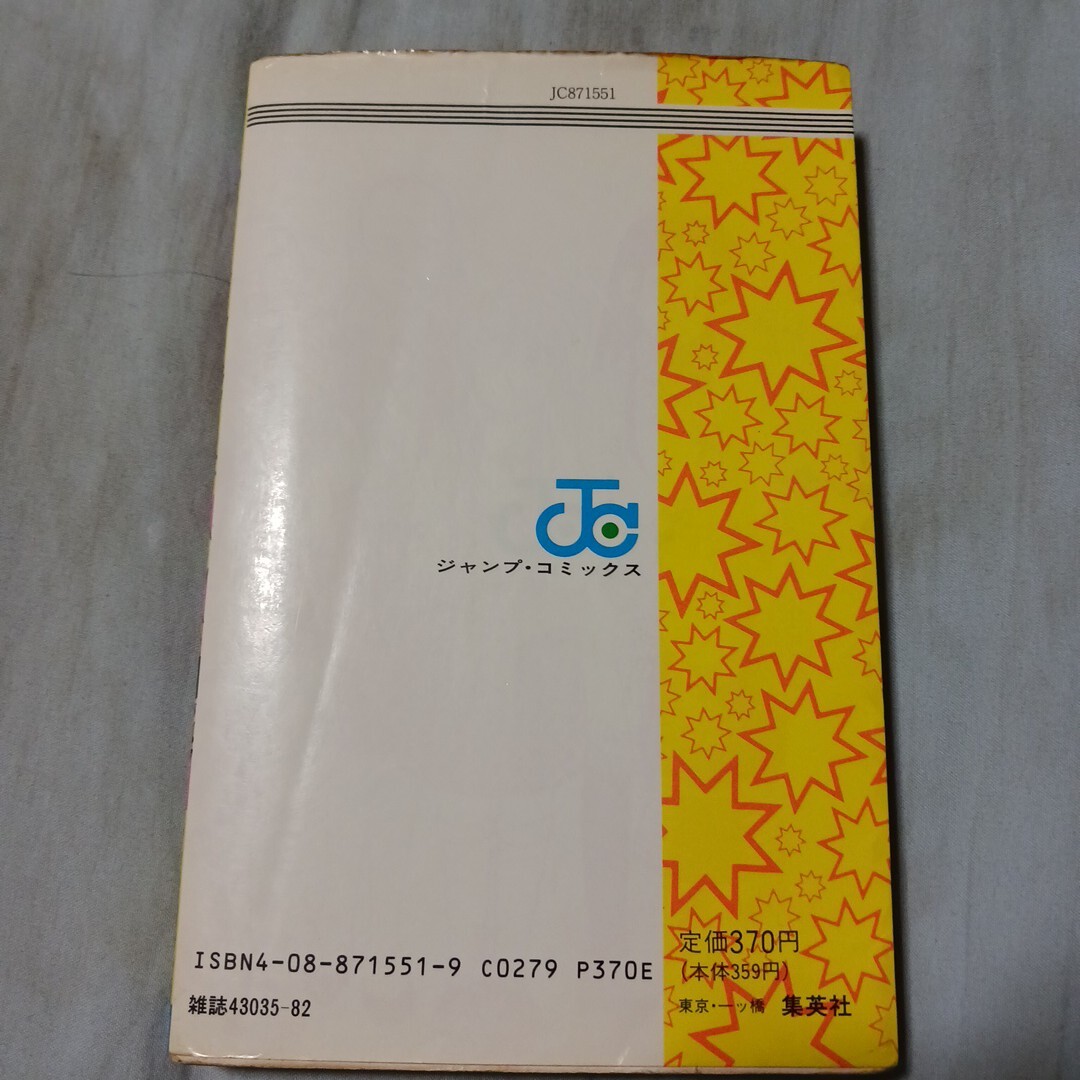 JC871551
JC
ジャンプ・コミックス
ISBN4-08-871551-9 C0279 P370E
雑誌43035-82
定価370円
(本体359円)
東京・一ッ橋 集英社